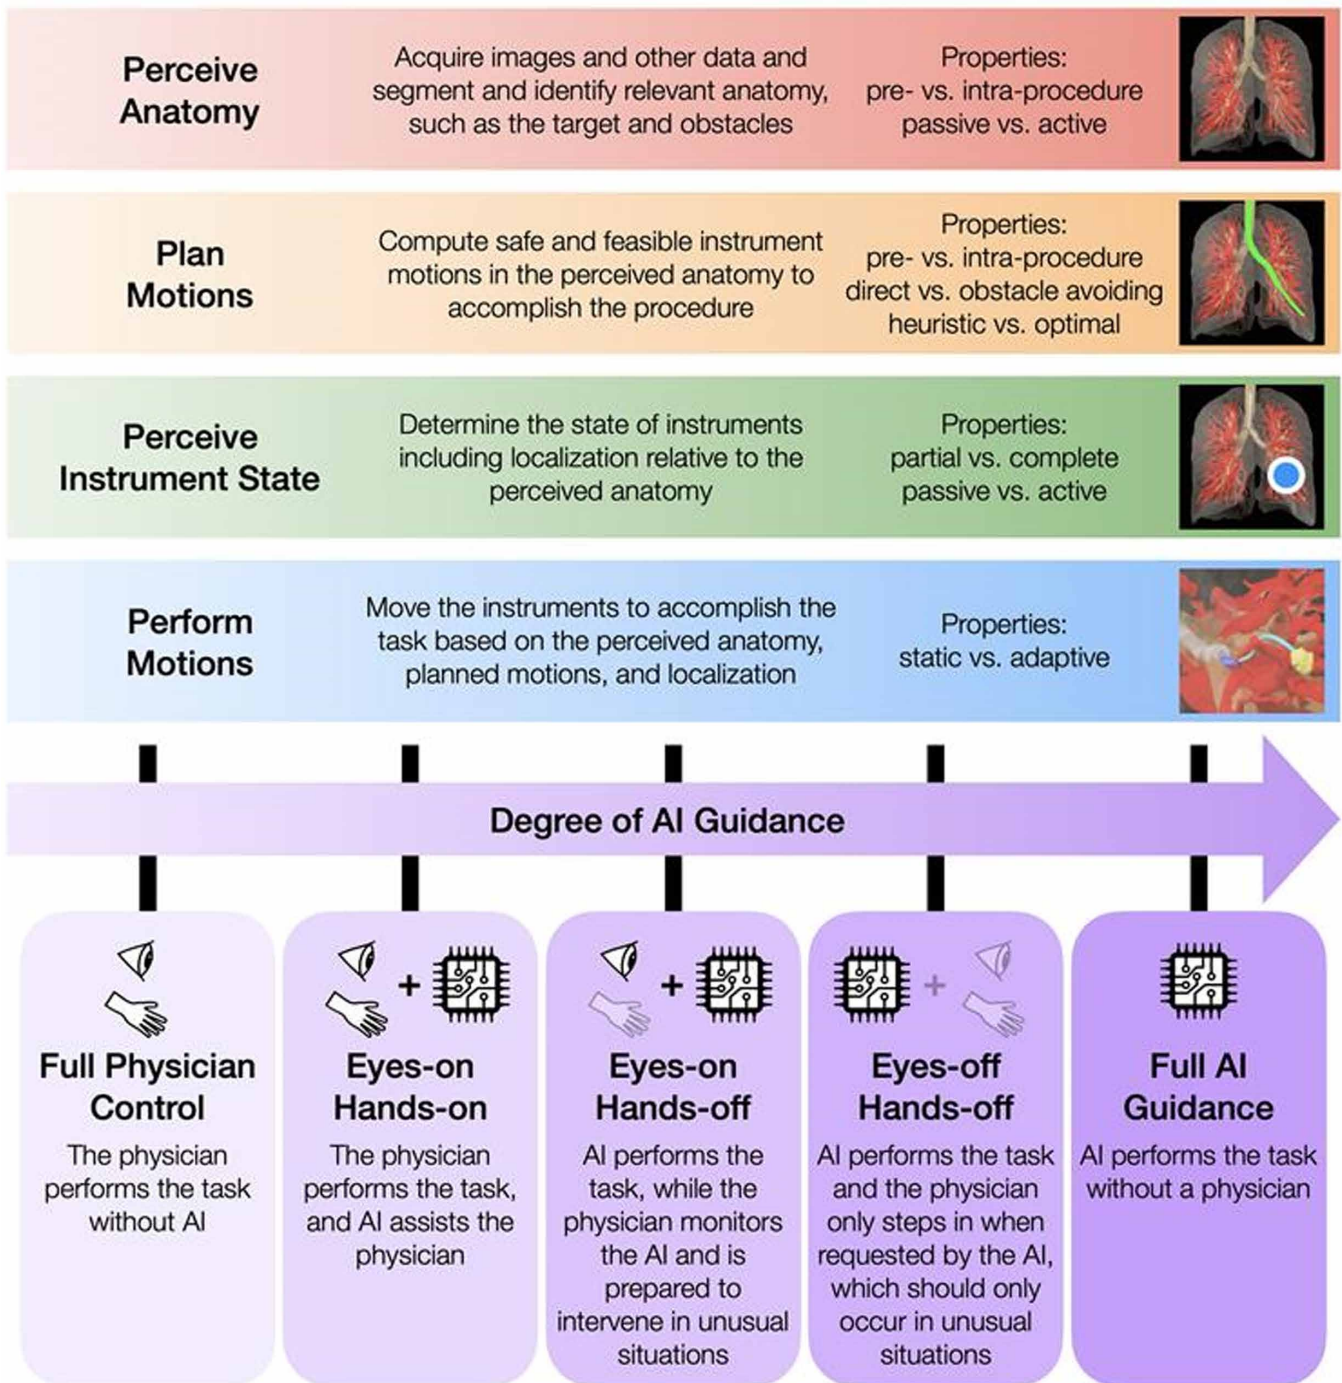 Perceive
Anatomy
Acquire images and other data and
segment and identify relevant anatomy,
such as the target and obstacles
Properties:
pre- vs. intra-procedure
passive vs. active
Plan
Motions
Compute safe and feasible instrument
motions in the perceived anatomy to
accomplish the procedure
Properties:
pre- vs. intra-procedure
direct vs. obstacle avoiding
heuristic vs. optimal
Perceive
Instrument State
Determine the state of instruments
including localization relative to the
perceived anatomy
Properties:
partial vs. complete
passive vs. active
Perform
Motions
Move the instruments to accomplish the
task based on the perceived anatomy,
planned motions, and localization
Properties:
static vs. adaptive
Degree of AI Guidance
+
+
+
Full Physician
Control
The physician
performs the task
without AI
Eyes-on
Hands-on
The physician
performs the task,
and AI assists the
physician
Eyes-on
Hands-off
AI performs the
task, while the
physician monitors
the AI and is
prepared to
intervene in unusual
situations
Eyes-off
Hands-off
AI performs the task
and the physician
only steps in when
requested by the AI,
which should only
occur in unusual
situations
Full AI
Guidance
AI performs the task
without a physician